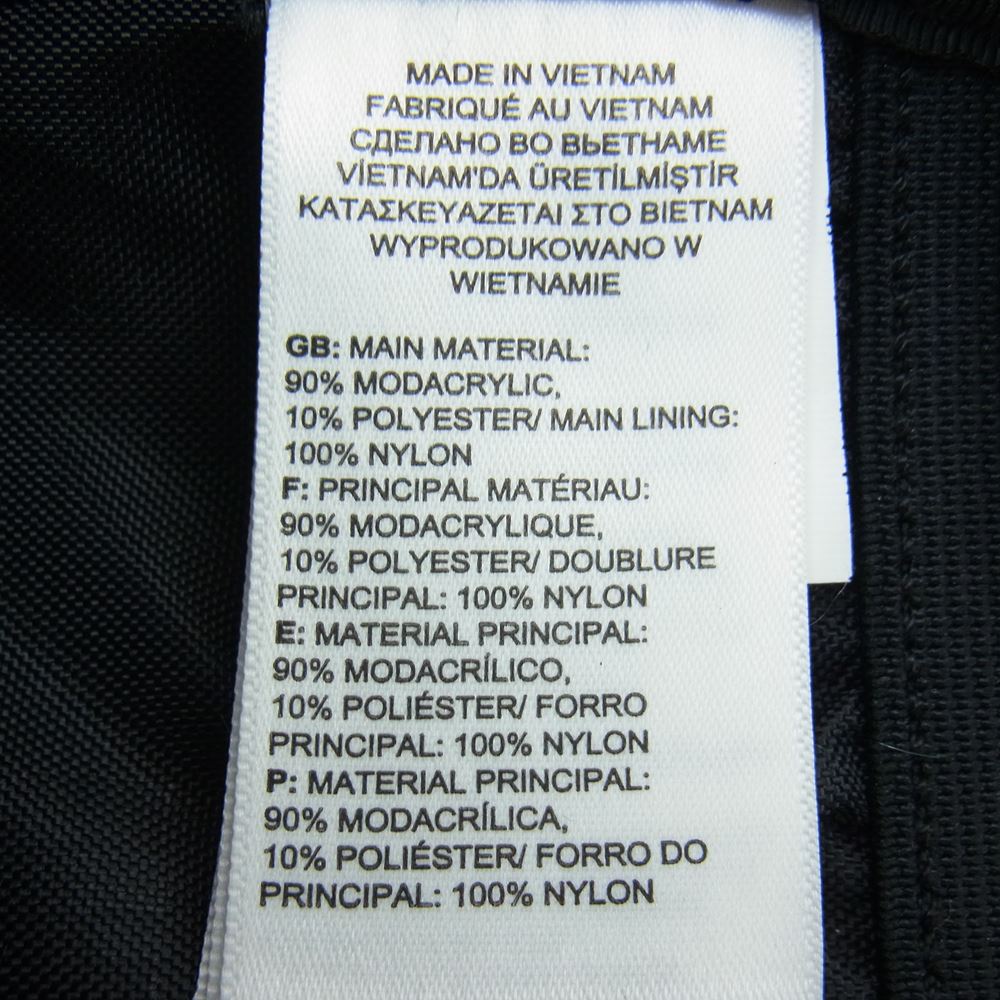 MADE IN VIETNAM
FABRIQUÉ AU VIETNAM
СДЕЛАНО ВО ВЬЕТНАМЕ
VİETNAM'DA ÜRETİLMİŞTİR
ΚΑΤΑΣΚΕΥΑΖΕΤΑΙ ΣΤΟ ΒΙΕΤΝΑΜ
WYPRODUKOWANO W
WIETNAMIE
GB: MAIN MATERIAL:
90% MODACRYLIC,
10% POLYESTER/ MAIN LINING:
100% NYLON
F: PRINCIPAL MATÉRIAU:
90% MODACRYLIQUE,
10% POLYESTER/ DOUBLURE
PRINCIPAL: 100% NYLON
E: MATERIAL PRINCIPAL:
90% MODACRÍLICO,
10% POLIÉSTER/ FORRO
PRINCIPAL: 100% NYLON
P: MATERIAL PRINCIPAL:
90% MODACRÍLICA,
10% POLIÉSTER/ FORRO DO
PRINCIPAL: 100% NYLON